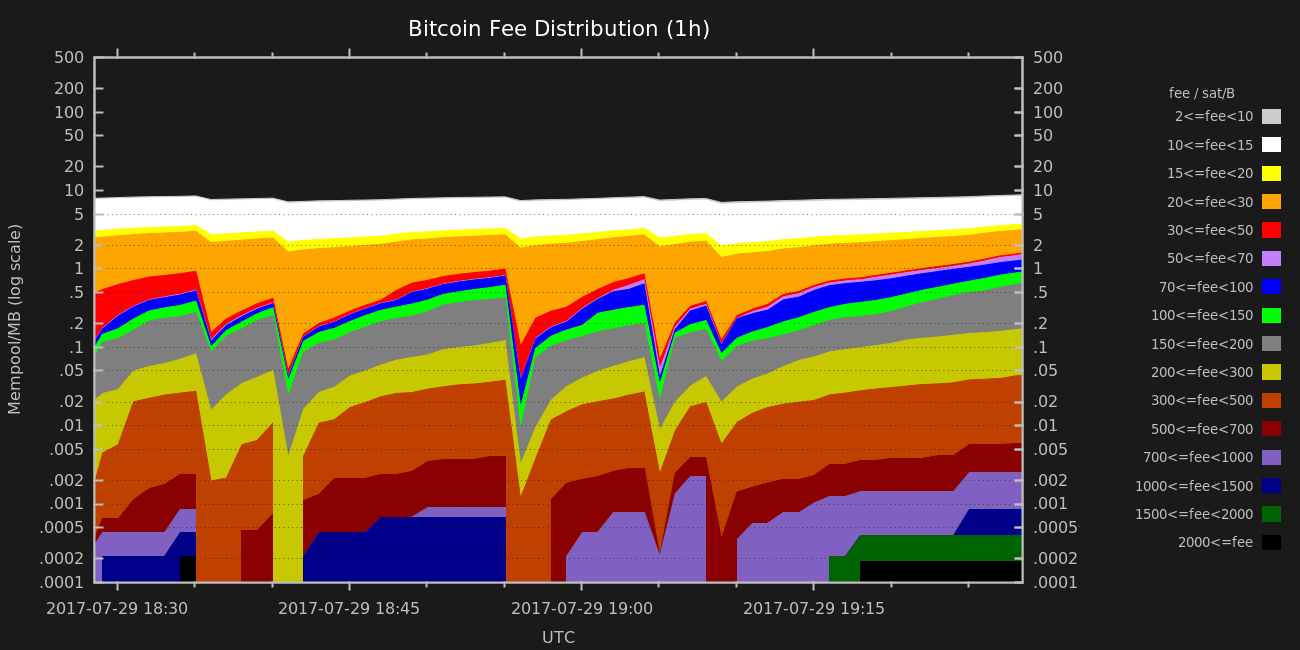 Bitcoin Fee Distribution (1h)
Mempool/MB (log scale)
500
200
100
50
20
10
5
2
1
.5
.2
.1
.05
.02
.01
.005
.002
.001
.0005
.0002
.0001
500
200
100
50
20
10
5
2
1
.5
.2
.1
.05
.02
.01
.005
.002
.001
.0005
.0002
.0001
2017-07-29 18:30 2017-07-29 18:45 2017-07-29 19:00 2017-07-29 19:15
UTC
fee / sat/B
2<=fee<10
10<=fee<15
15<=fee<20
20<=fee<30
30<=fee<50
50<=fee<70
70<=fee<100
100<=fee<150
150<=fee<200
200<=fee<300
300<=fee<500
500<=fee<700
700<=fee<1000
1000<=fee<1500
1500<=fee<2000
2000<=fee